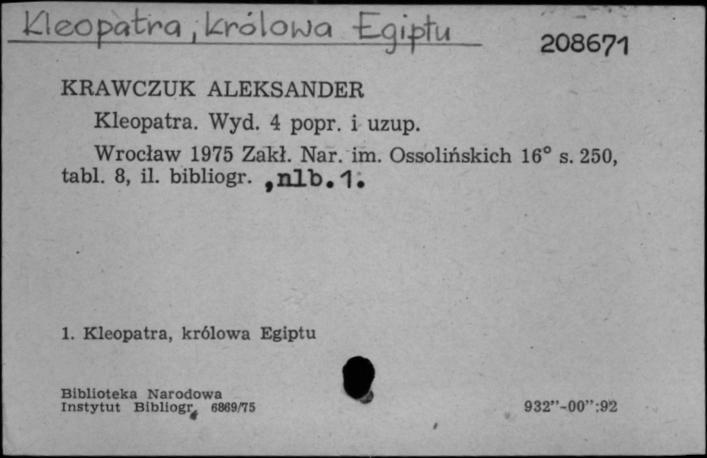 Kleopatra, królowa Egiptu
208671
KRAWCZUK ALEKSANDER
Kleopatra. Wyd. 4 popr. i uzup.
Wrocław 1975 Zakł. Nar. im. Ossolińskich 16° s. 250,
tabl. 8, il. bibliogr. ,nlb.1.
1. Kleopatra, królowa Egiptu
Biblioteka Narodowa
Instytut Bibliogr. 6869/75
932"-00":92